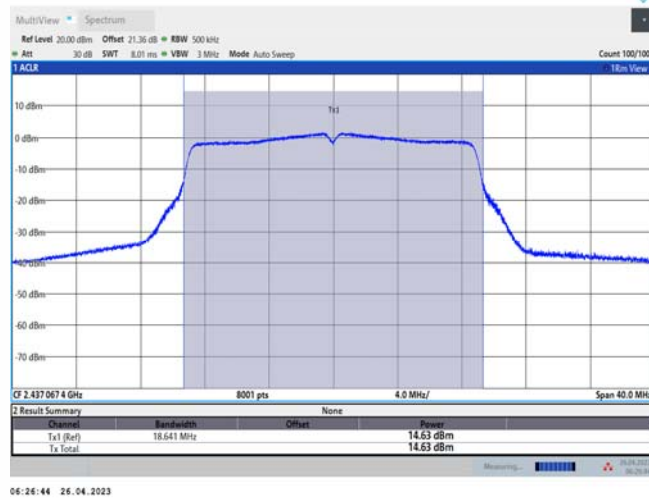 MultiView Spectrum
Ref Level 20.00 dBm Offset 21.36 dB RBW 500 kHz
Att 30 dB SWT 8.01 ms VBW 3 MHz Mode Auto Sweep Count 100/100
1 ACLR 1Rm View
Tx1
10 dBm
0 dBm
-10 dBm
-20 dBm
-30 dBm
-40 dBm
-50 dBm
-60 dBm
-70 dBm
CF 2.437 067 4 GHz 8001 pts 4.0 MHz/ Span 40.0 MHz
2 Result Summary None
Channel Bandwidth Offset Power
Tx1 (Ref) 18.641 MHz 14.63 dBm
Tx Total 14.63 dBm
Measuring... 26.04.2023
06:26:44 26.04.2023